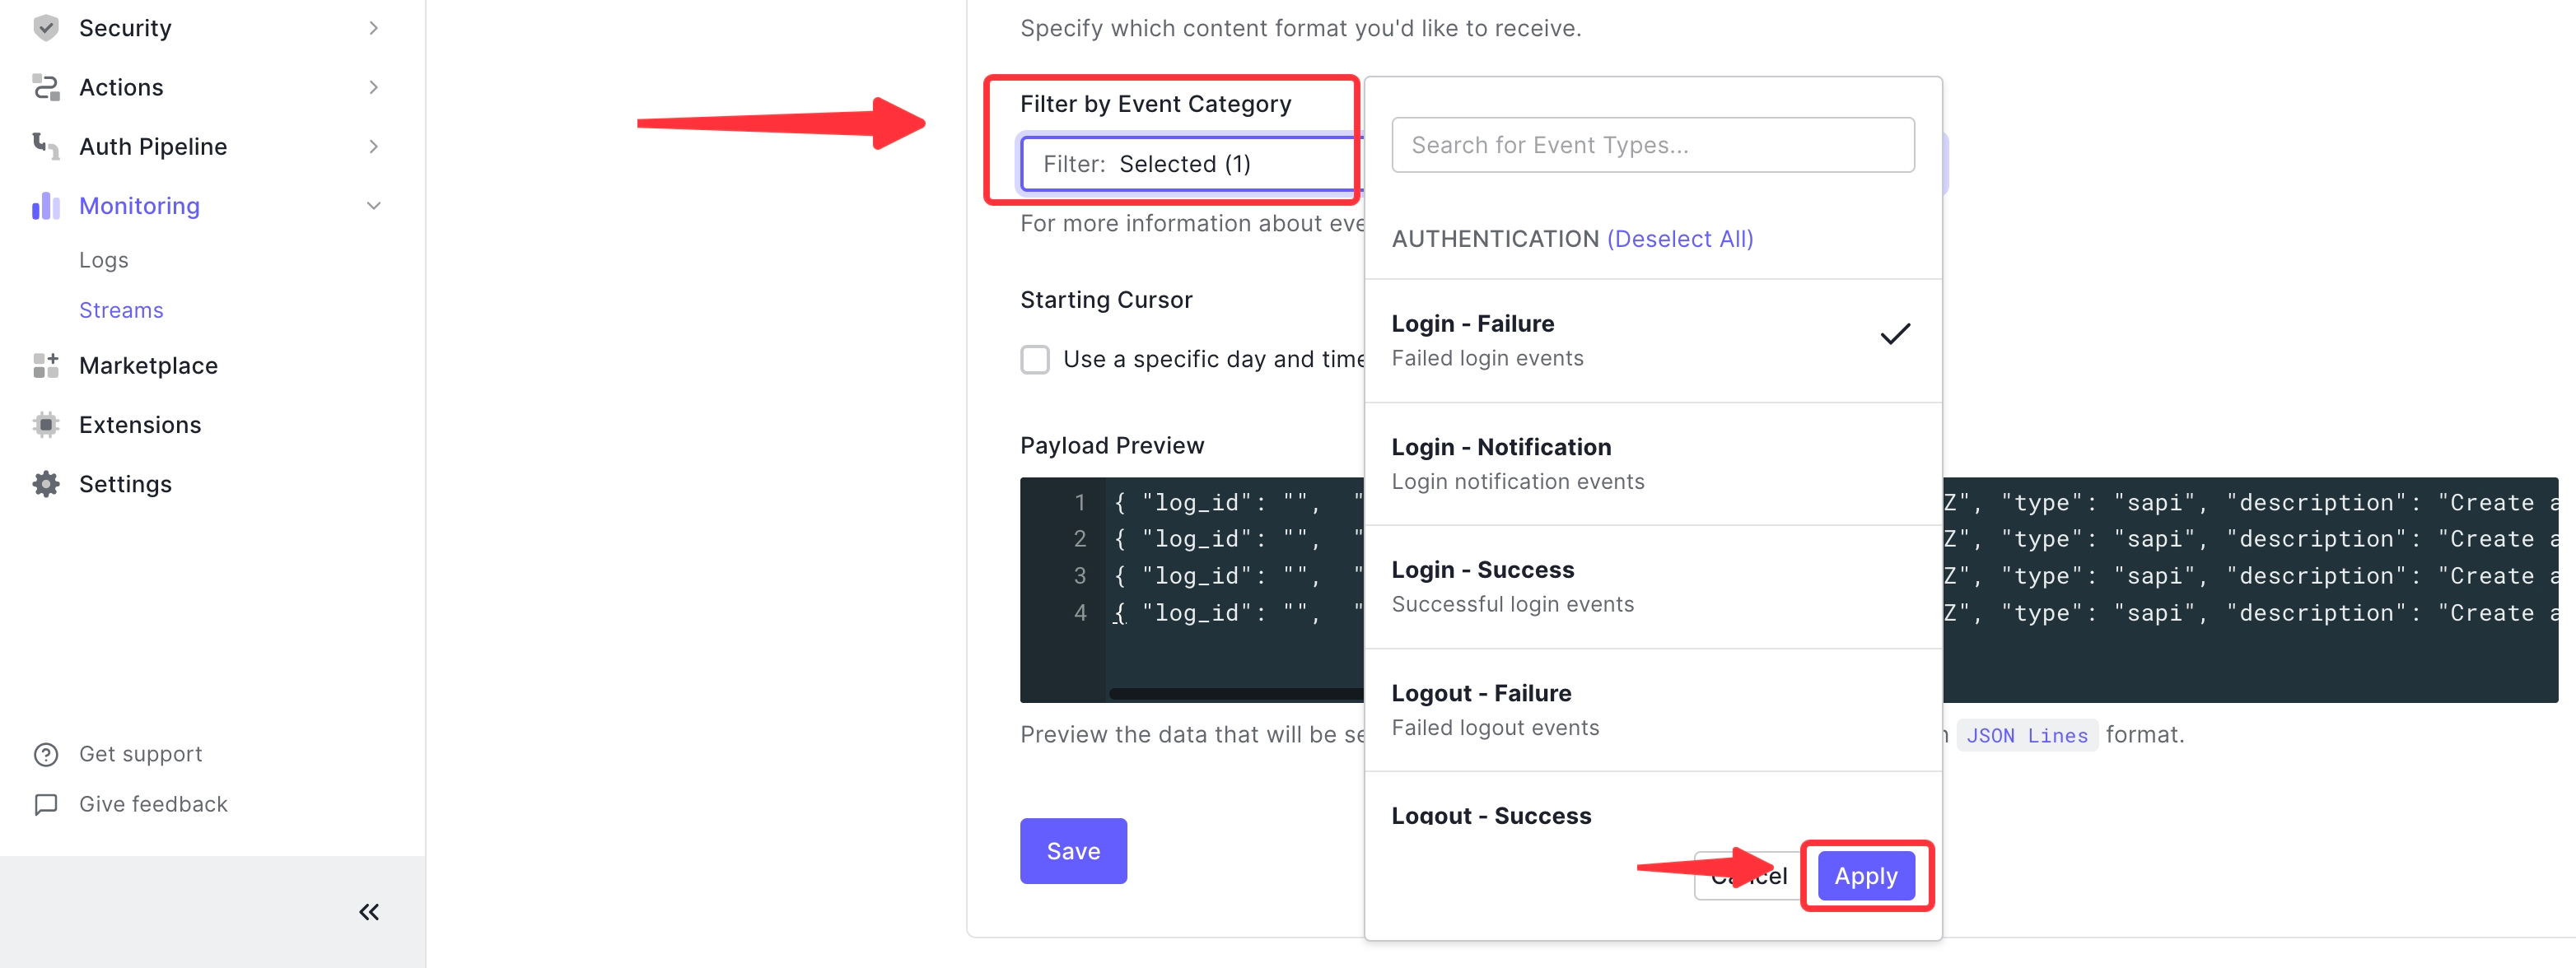 Security
Actions
Auth Pipeline
Monitoring
Logs
Streams
Marketplace
Extensions
Settings
Get support
Give feedback
Specify which content format you'd like to receive.
Filter by Event Category
Filter: Selected (1)
For more information about eve
Starting Cursor
Use a specific day and time
Payload Preview
1 { "log_id": "", " Z", "type": "sapi", "description": "Create a
2 { "log_id": "", " Z", "type": "sapi", "description": "Create a
3 { "log_id": "", " Z", "type": "sapi", "description": "Create a
4 { "log_id": "", " Z", "type": "sapi", "description": "Create a
Preview the data that will be se
JSON Lines format.
Save
Search for Event Types...
AUTHENTICATION (Deselect All)
Login - Failure
Failed login events
Login - Notification
Login notification events
Login - Success
Successful login events
Logout - Failure
Failed logout events
Logout - Success
Cancel
Apply